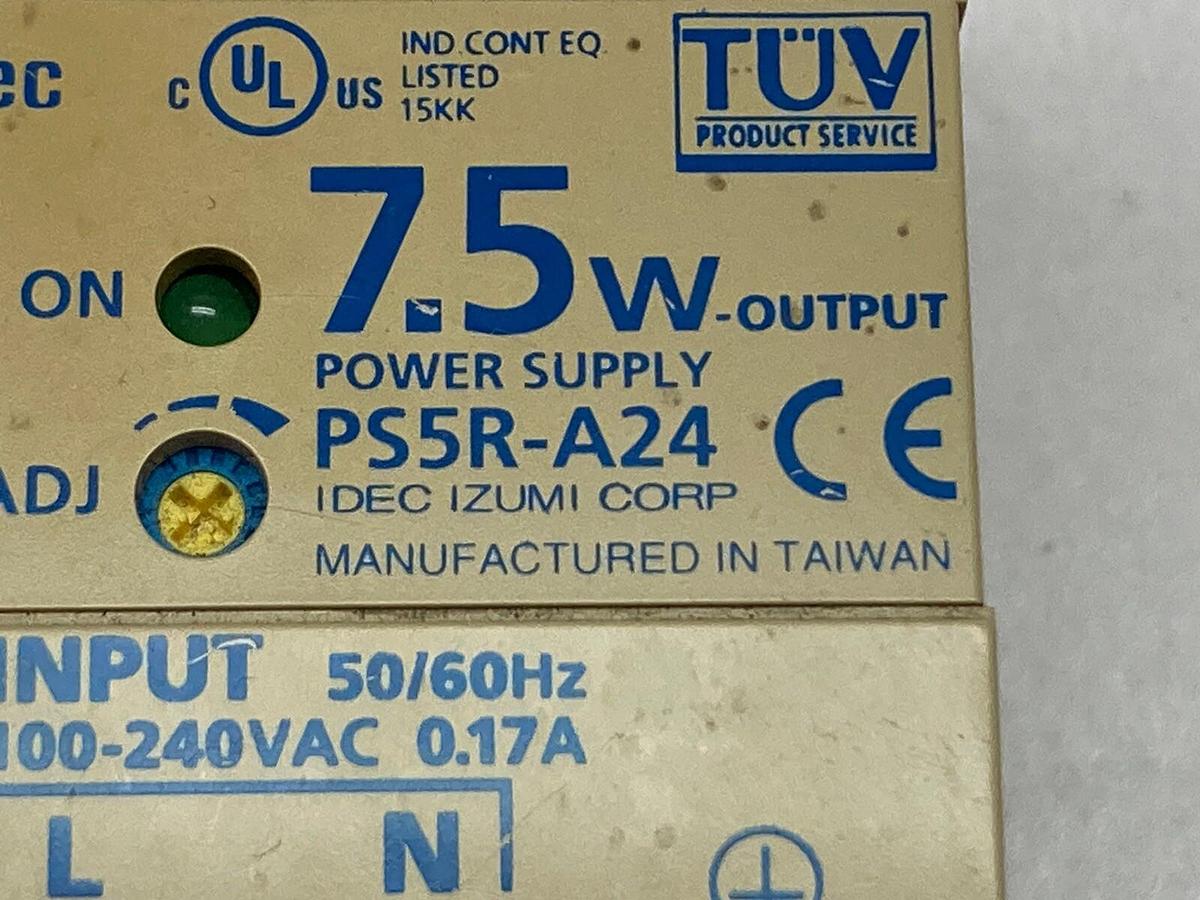 ec
c UL US
IND.CONT EQ.
LISTED
15KK
TÜV
PRODUCT SERVICE
7.5W-OUTPUT
ON
POWER SUPPLY
PS5R-A24
CE
ADJ
IDEC IZUMI CORP
MANUFACTURED IN TAIWAN
INPUT 50/60Hz
100-240VAC 0.17A
L N